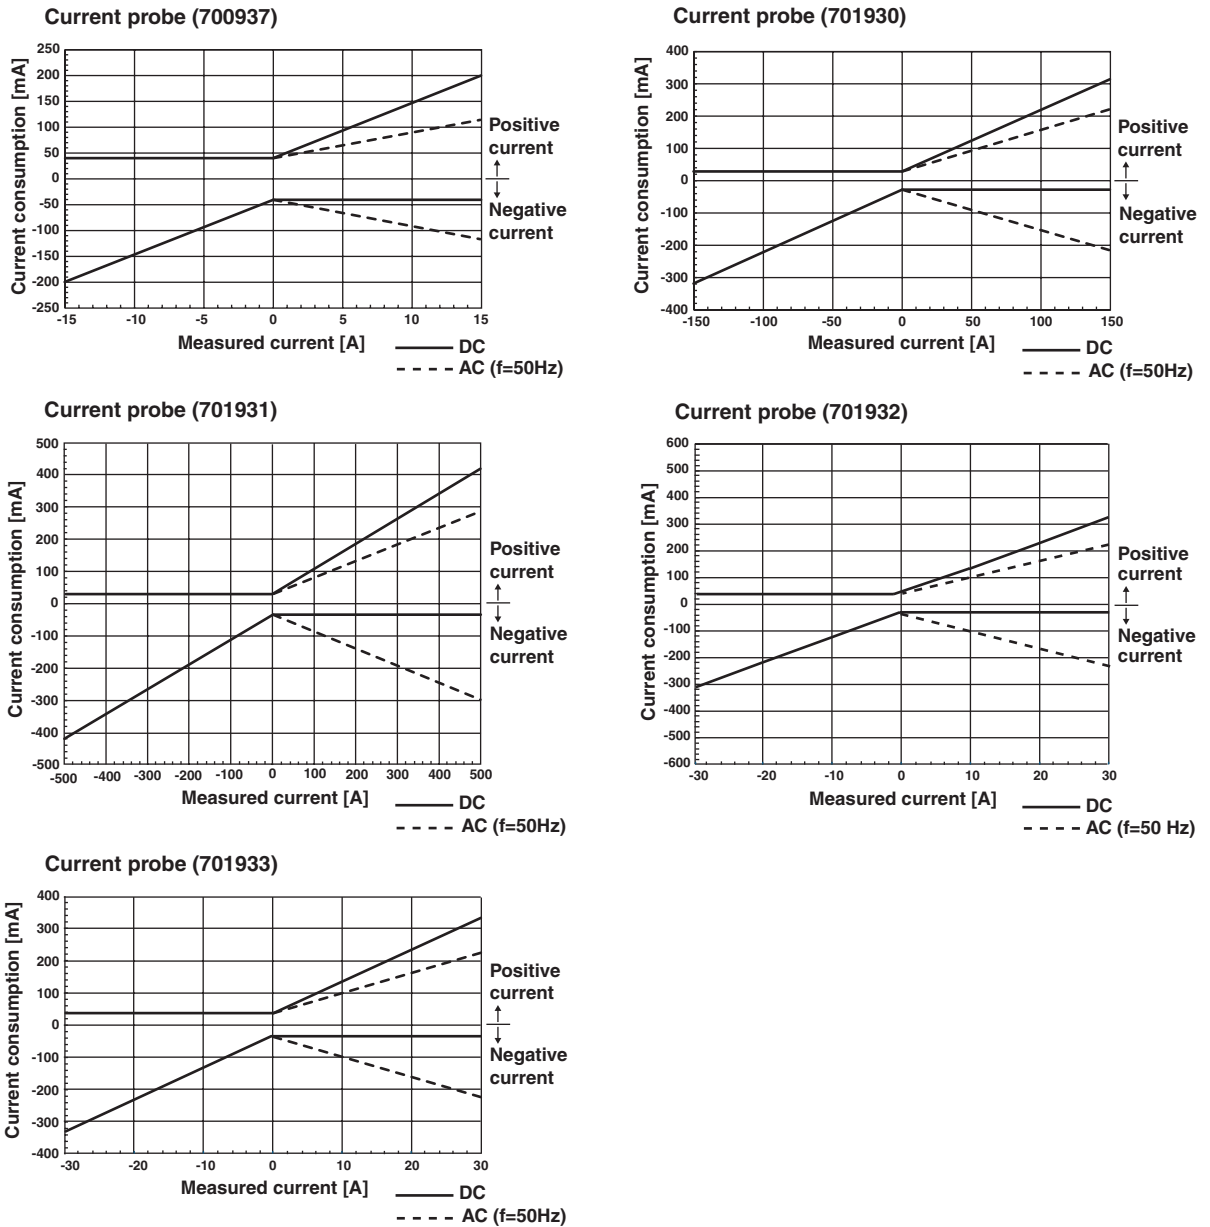 Current probe (700937)
Current consumption [mA]
250
200
150
100
50
0
-50
-100
-150
-200
-250
-15
-10
-5
0
5
10
15
Positive
current
Negative
current
Measured current [A]
DC
AC (f=50Hz)
Current probe (701930)
Current consumption [mA]
400
300
200
100
0
-100
-200
-300
-400
-150
-100
-50
0
50
100
150
Positive
current
Negative
current
Measured current [A]
DC
AC (f=50Hz)
Current probe (701931)
Current consumption [mA]
500
400
300
200
100
0
-100
-200
-300
-400
-500
-500
-400
-300
-200
-100
0
100
200
300
400
500
Positive
current
Negative
current
Measured current [A]
DC
AC (f=50Hz)
Current probe (701932)
Current consumption [mA]
600
500
400
300
200
100
0
-100
-200
-300
-400
-500
-600
-30
-20
-10
0
10
20
30
Positive
current
Negative
current
Measured current [A]
DC
AC (f=50 Hz)
Current probe (701933)
Current consumption [mA]
400
300
200
100
0
-100
-200
-300
-400
-30
-20
-10
0
10
20
30
Positive
current
Negative
current
Measured current [A]
DC
AC (f=50Hz)